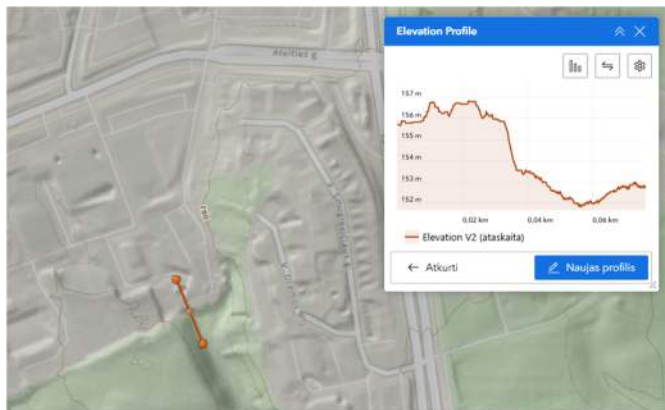 Ateities g
Elevation Profile
157 m
156 m
155 m
154 m
153 m
152 m
0,02 km
0,04 km
0,06 km
Elevation V2 (ataskaita)
Atkurti
Naujas profilis